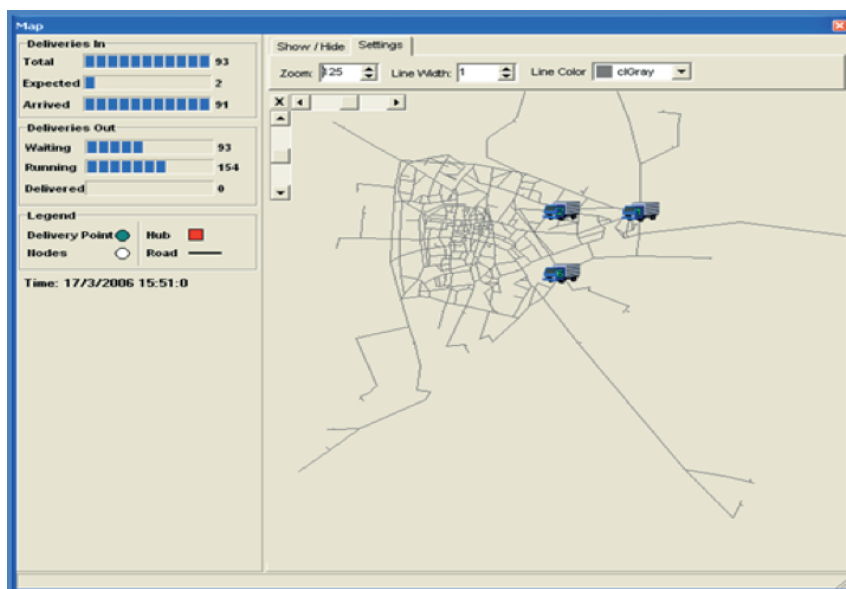 Map
Deliveries In
Total 93
Expected 2
Arrived 91
Deliveries Out
Waiting 93
Running 154
Delivered 0
Legend
Delivery Point Hub
Nodes Road
Time: 17/3/2006 15:51:0
Show / Hide Settings
Zoom: 125 Line Width: 1 Line Color clGray
X